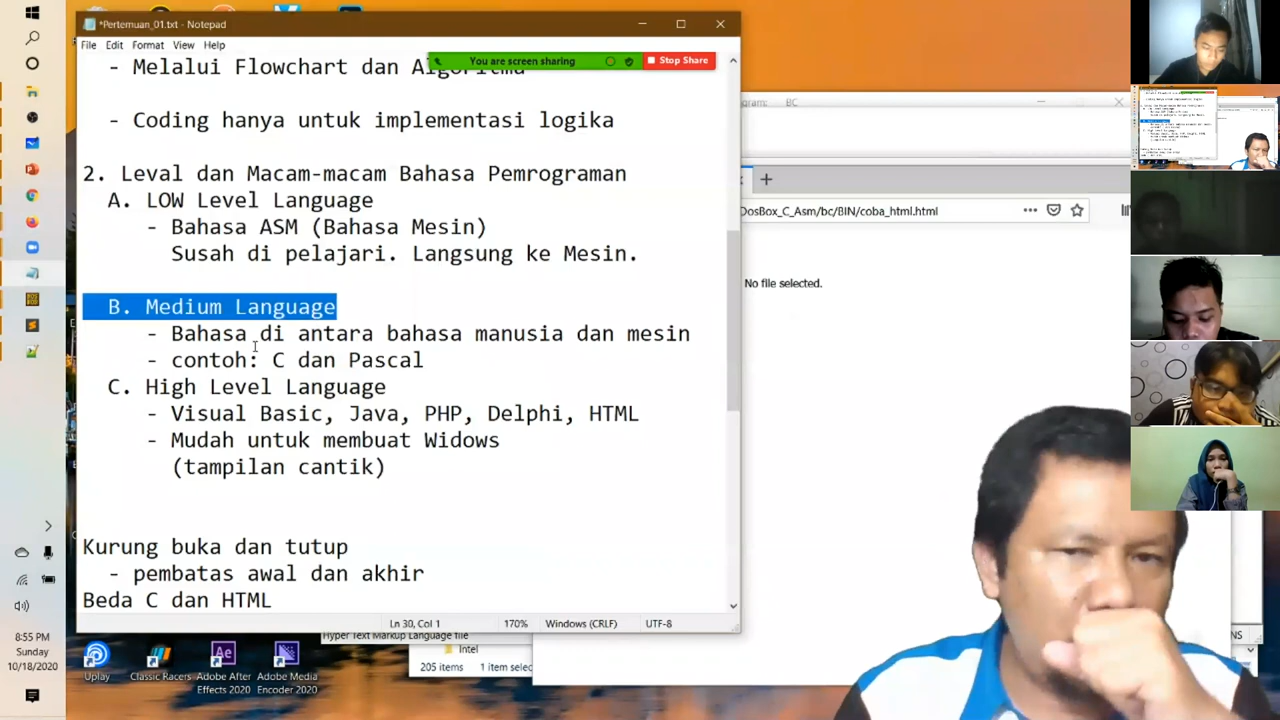 *Pertemuan_01.txt - Notepad
File Edit Format View Help
You are screen sharing Stop Share
- Melalui Flowchart dan Algoritma
- Coding hanya untuk implmentasi logika
2. Leval dan Macam-macam Bahasa Pemrograman
A. LOW Level Language
- Bahasa ASM (Bahasa Mesin)
Susah di pelajari. Langsung ke Mesin.
B. Medium Language
- Bahasa di antara bahasa manusia dan mesin
- contoh: C dan Pascal
C. High Level Language
- Visual Basic, Java, PHP, Delphi, HTML
- Mudah untuk membuat Widows
(tampilan cantik)
Kurung buka dan tutup
- pembatas awal dan akhir
Beda C dan HTML
Ln 30, Col 1 170% Windows (CRLF) UTF-8
BC
DosBox_C_Asm/bc/BIN/coba_html.html
No file selected.
Hyper Text Markup Language file
Intel
205 items 1 item selec
NS
8:55 PM
Sunday
10/18/2020
Uplay
Classic Racers
Adobe After Effects 2020
Adobe Media Encoder 2020